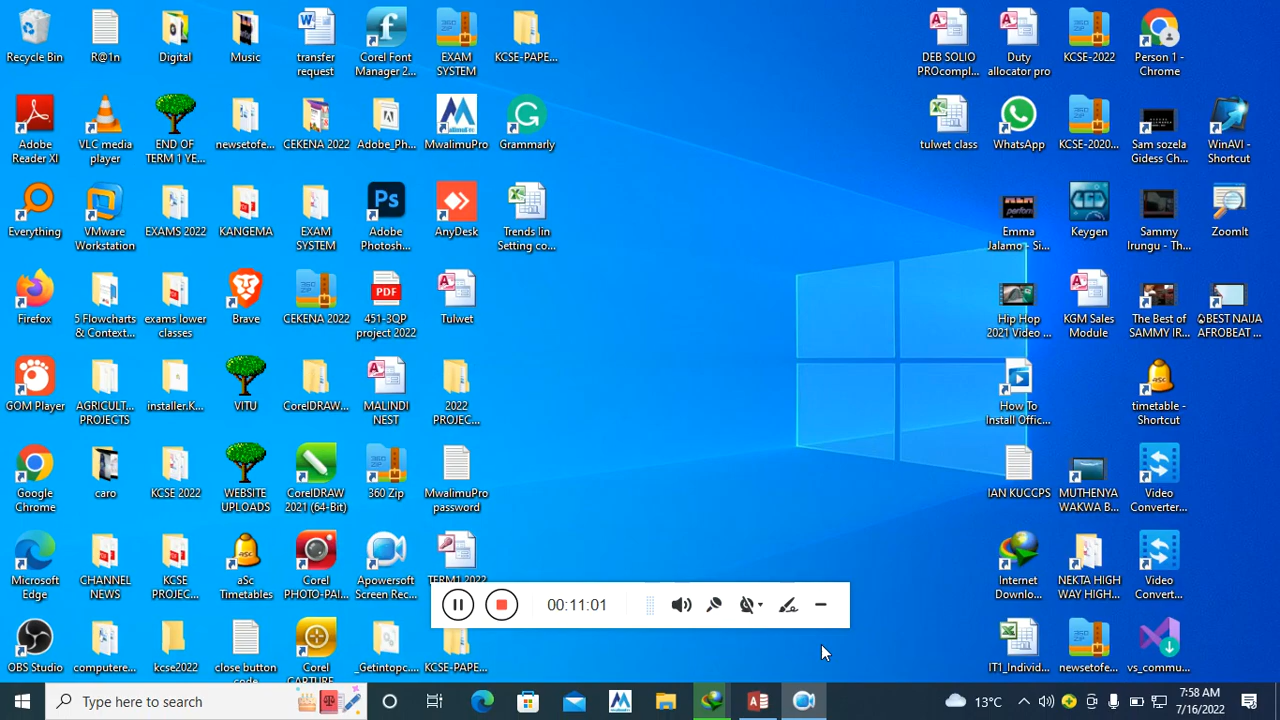 Recycle Bin
R@1n
Digital
Music
transfer
request
Corel Font
Manager 2...
EXAM
SYSTEM
KCSE-PAPE...
DEB SOLIO
PROcompl...
Duty
allocator pro
KCSE-2022
Person 1 -
Chrome
Adobe
Reader XI
VLC media
player
END OF
TERM 1 YE...
newsetofe...
CEKENA 2022
Adobe_Ph...
MwalimuPro
Grammarly
tulwet class
WhatsApp
KCSE-2020...
Sam sozela
Gidess Ch...
WinAVI -
Shortcut
Everything
VMware
Workstation
EXAMS 2022
KANGEMA
EXAM
SYSTEM
Adobe
Photosh...
AnyDesk
Trends Iin
Setting co...
Emma
Jalamo - Si...
Keygen
Sammy
Irungu - Th...
ZoomIt
Firefox
5 Flowcharts
& Context...
exams lower
classes
Brave
CEKENA 2022
PDF
451-3QP
project 2022
Tulwet
Hip Hop
2021 Video ...
KGM Sales
Module
The Best of
SAMMY IR...
BEST NAIJA
AFROBEAT ...
GOM Player
AGRICULT...
PROJECTS
installer.K...
VITU
CorelDRAW...
MALINDI
NEST
2022
PROJEC...
How To
Install Offic...
timetable -
Shortcut
Google
Chrome
caro
KCSE 2022
WEBSITE
UPLOADS
CorelDRAW
2021 (64-Bit)
360 Zip
MwalimuPro
password
IAN KUCCPS
MUTHENYA
WAKWA B...
Video
Converter...
Microsoft
Edge
CHANNEL
NEWS
KCSE
PROJEC...
aSc
Timetables
Corel
PHOTO-PAI...
Apowersoft
Screen Rec...
TERM1 2022
Internet
Downlo...
NEKTA HIGH
WAY HIGH...
Video
Convert...
00:11:01
OBS Studio
computere...
kcse2022
close button
code
Corel
CAPTURE
_Getintopc....
KCSE-PAPE...
IT1_Individ...
newsetofe...
vs_commu...
Type here to search
13°C
7:58 AM
7/16/2022